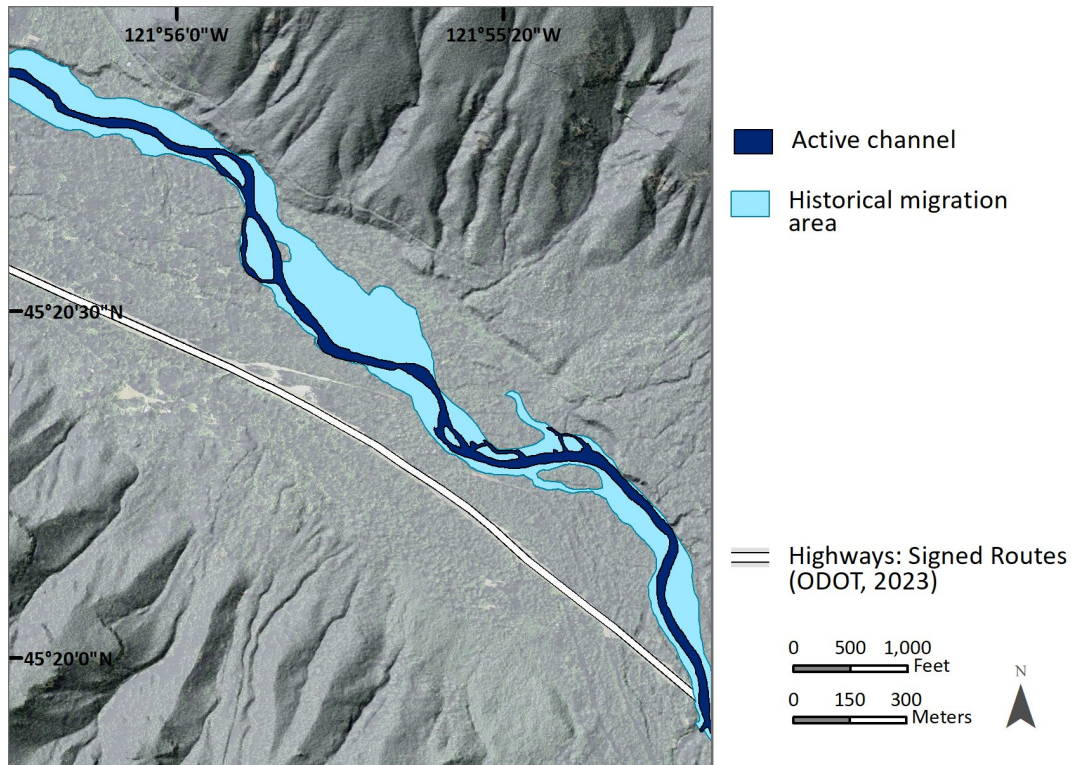 121°56'0"W
121°55'20"W
45°20'30"N
45°20'0"N
Active channel
Historical migration
area
Highways: Signed Routes
(ODOT, 2023)
0 500 1,000
Feet
0 150 300
Meters
N